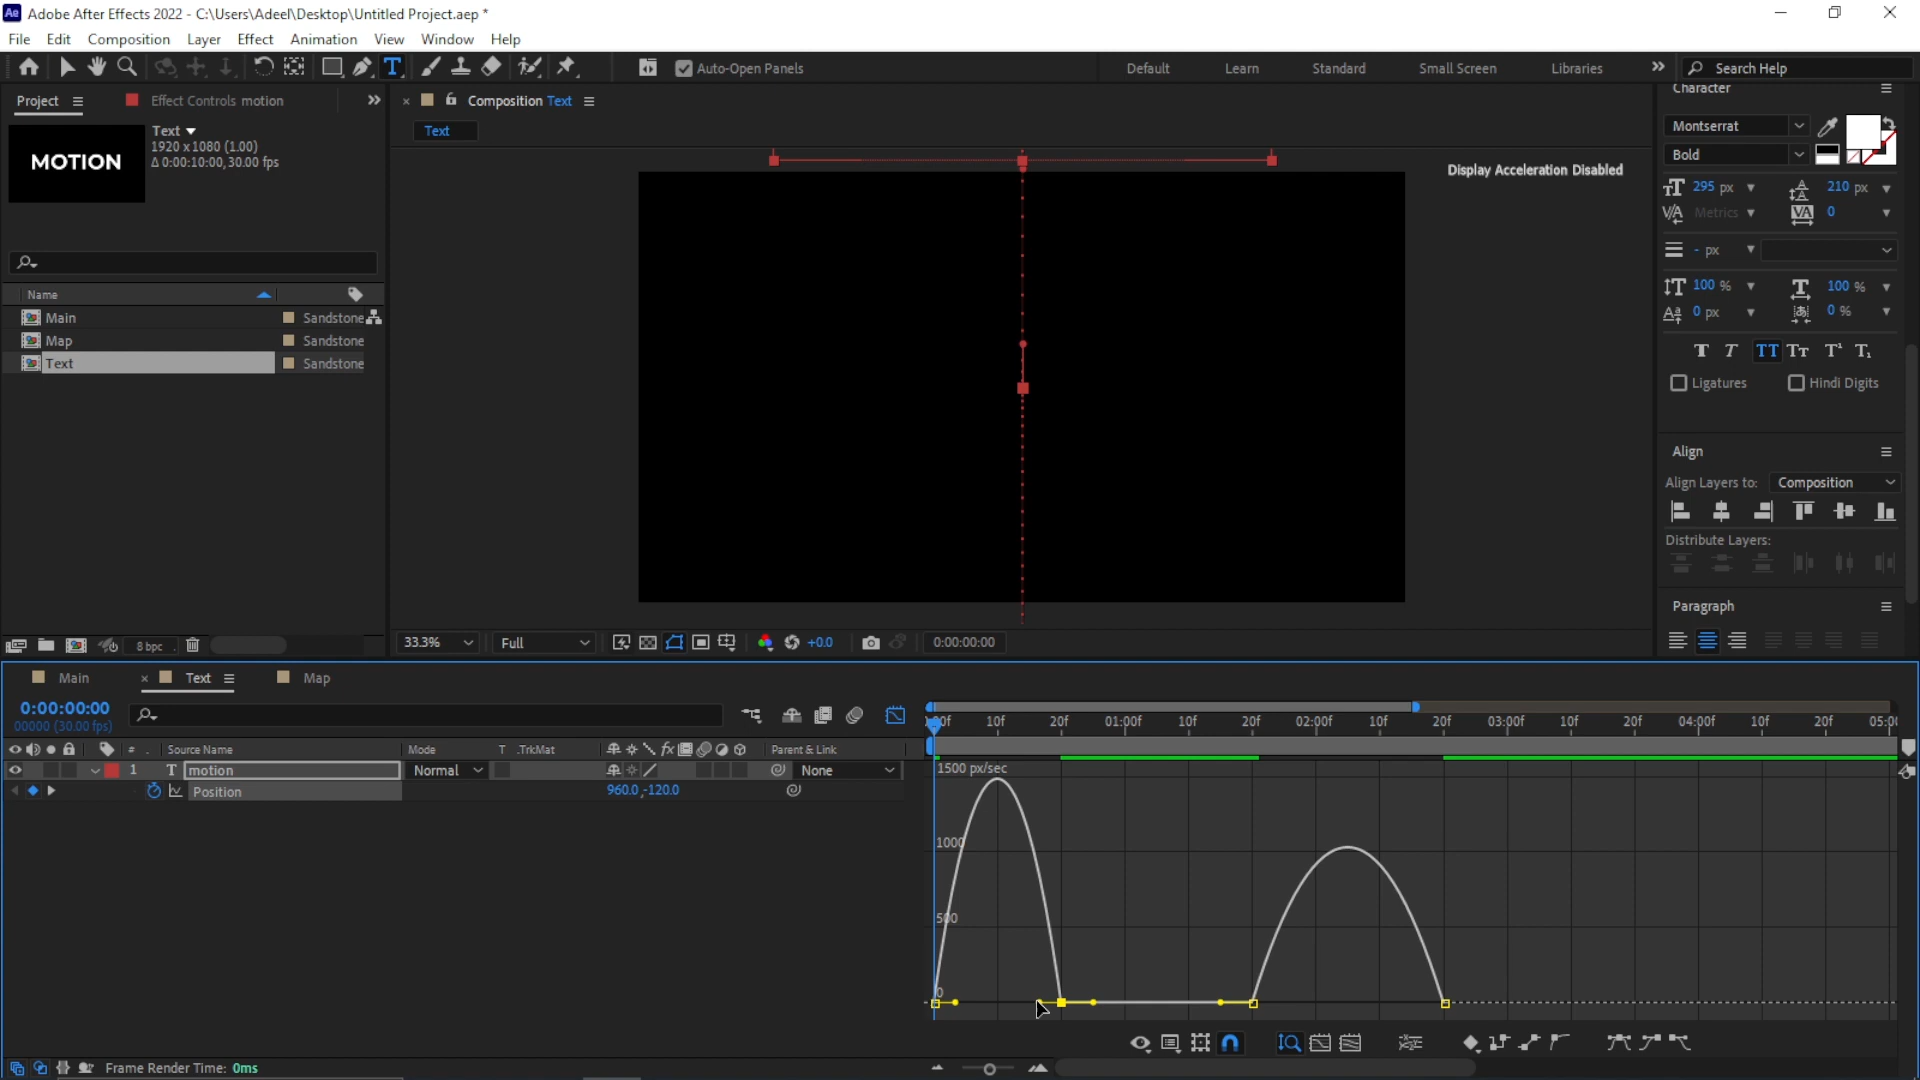 Ae Adobe After Effects 2022 - C:\Users\Adeel\Desktop\Untitled Project.aep *
File Edit Composition Layer Effect Animation View Window Help
Auto-Open Panels Default Learn Standard Small Screen Libraries Search Help
Project Effect Controls motion Composition Text Character
Text
Text
1920 x 1080 (1.00)
Δ 0:00:10:00, 30.00 fps
MOTION
Display Acceleration Disabled
Montserrat
Bold
295 px 210 px
Metrics 0
- px
100 % 100 %
0 px 0 %
Ligatures Hindi Digits
Name
Main Sandstone
Map Sandstone
Text Sandstone
Align
Align Layers to: Composition
Distribute Layers:
Paragraph
8 bpc
33.3% Full +0.0 0:00:00:00
Main Text Map
0:00:00:00
00000 (30.00 fps)
00f 10f 20f 01:00f 10f 20f 02:00f 10f 20f 03:00f 10f 20f 04:00f 10f 20f 05:0(
# . Source Name Mode T .TrkMat fx Parent & Link
1 T motion Normal None
Position 960.0,-120.0
1500 px/sec
1000
500
0
Frame Render Time: 0ms